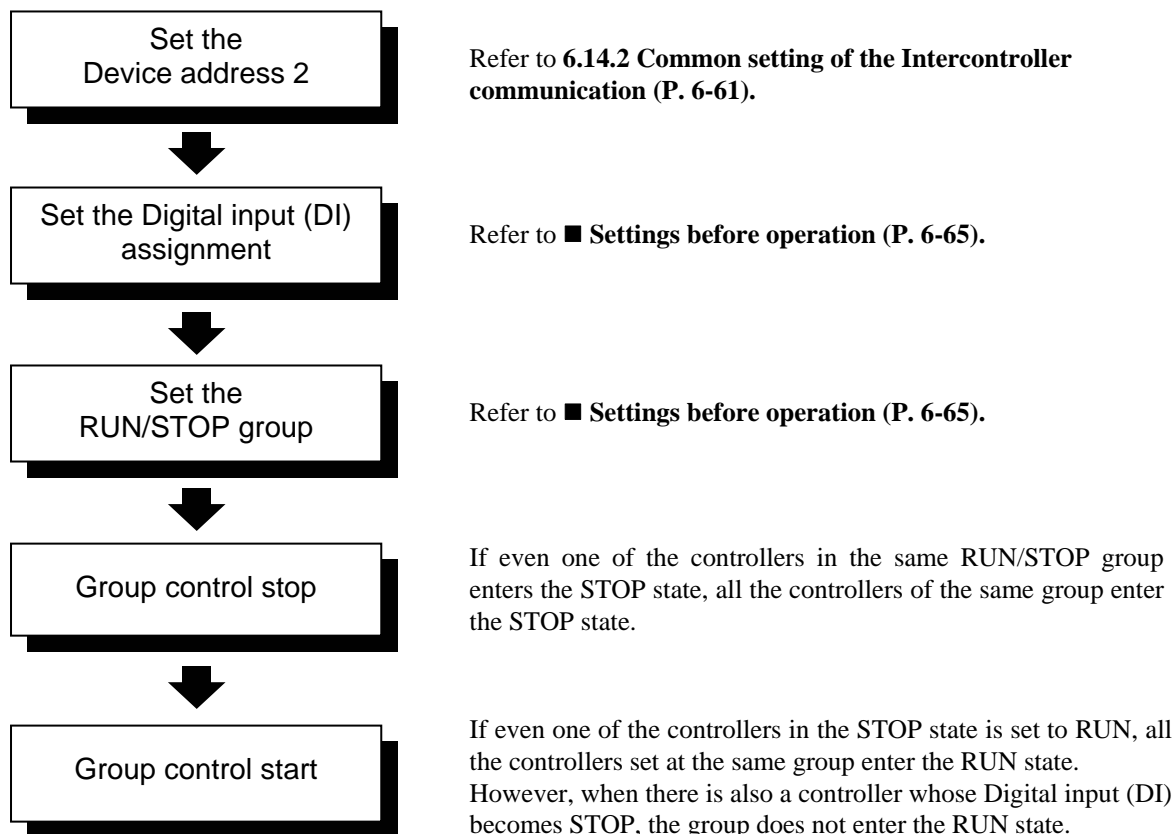 Set the
Device address 2
Refer to 6.14.2 Common setting of the Intercontroller
communication (P. 6-61).
Set the Digital input (DI)
assignment
Refer to ■ Settings before operation (P. 6-65).
Set the
RUN/STOP group
Refer to ■ Settings before operation (P. 6-65).
Group control stop
If even one of the controllers in the same RUN/STOP group
enters the STOP state, all the controllers of the same group enter
the STOP state.
Group control start
If even one of the controllers in the STOP state is set to RUN, all
the controllers set at the same group enter the RUN state.
However, when there is also a controller whose Digital input (DI)
becomes STOP, the group does not enter the RUN state.